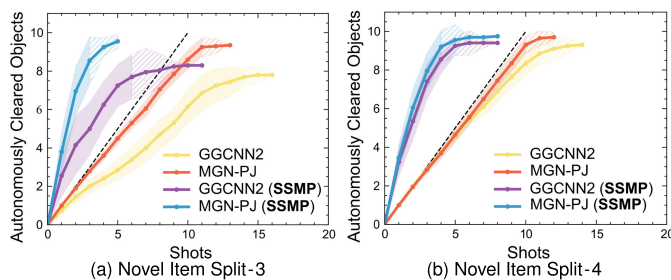 Autonomously Cleared Objects
10
8
6
4
2
0
0 5 10 15 20
Shots
GGCNN2
MGN-PJ
GGCNN2 (SSMP)
MGN-PJ (SSMP)
(a) Novel Item Split-3
Autonomously Cleared Objects
10
8
6
4
2
0
0 5 10 15 20
Shots
GGCNN2
MGN-PJ
GGCNN2 (SSMP)
MGN-PJ (SSMP)
(b) Novel Item Split-4